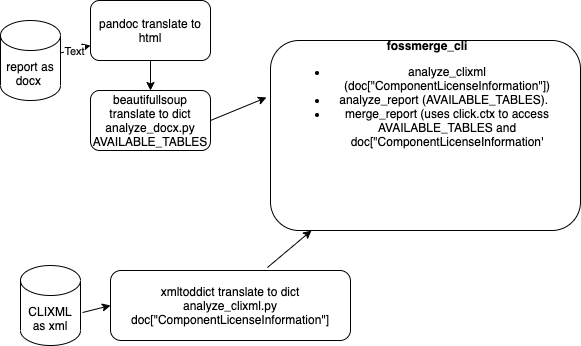 pandoc translate to
html
report as
docx
Text
beautifullsoup
translate to dict
analyze_docx.py
AVAILABLE_TABLES
fossmerge_cli
analyze_clixml
(doc["ComponentLicenseInformation"])
analyze_report (AVAILABLE_TABLES).
merge_report (uses click.ctx to access
AVAILABLE_TABLES and
doc["ComponentLicenseInformation'
CLIXML
as xml
xmltoddict translate to dict
analyze_clixml.py
doc["ComponentLicenseInformation"]